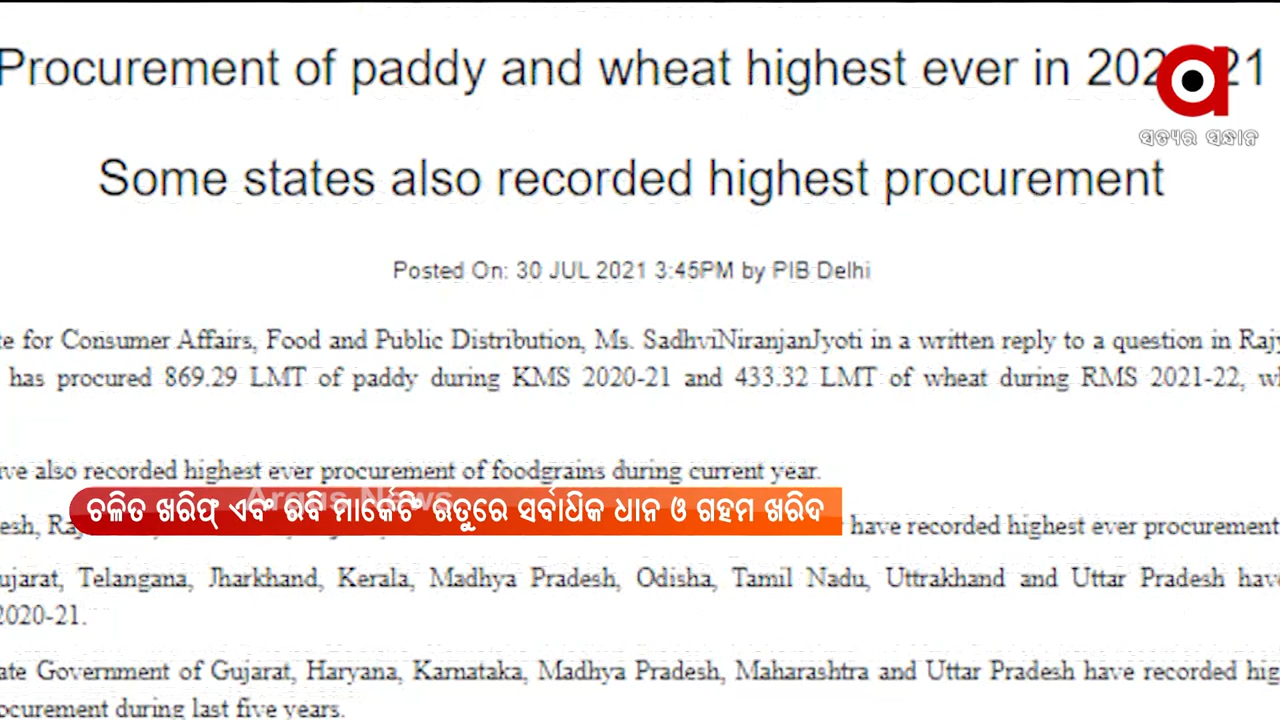 Procurement of paddy and wheat highest ever in 2020-21
ସତ୍ୟର ସନ୍ଧାନ
Some states also recorded highest procurement
Posted On: 30 JUL 2021 3:45PM by PIB Delhi
te for Consumer Affairs, Food and Public Distribution, Ms. SadhviNiranjanJyoti in a written reply to a question in Rajy
has procured 869.29 LMT of paddy during KMS 2020-21 and 433.32 LMT of wheat during RMS 2021-22, wh
ve also recorded highest ever procurement of foodgrains during current year.
Argus News
ଚଳିତ ଖରିଫ୍ ଏବଂ ରବି ମାର୍କେଟିଂ ଋତୁରେ ସର୍ବାଧିକ ଧାନ ଓ ଗହମ ଖରିଦ
esh, Raj have recorded highest ever procurement
ujarat, Telangana, Jharkhand, Kerala, Madhya Pradesh, Odisha, Tamil Nadu, Uttrakhand and Uttar Pradesh have
2020-21.
ate Government of Gujarat, Haryana, Karnataka, Madhya Pradesh, Maharashtra and Uttar Pradesh have recorded hig
ocurement during last five years.